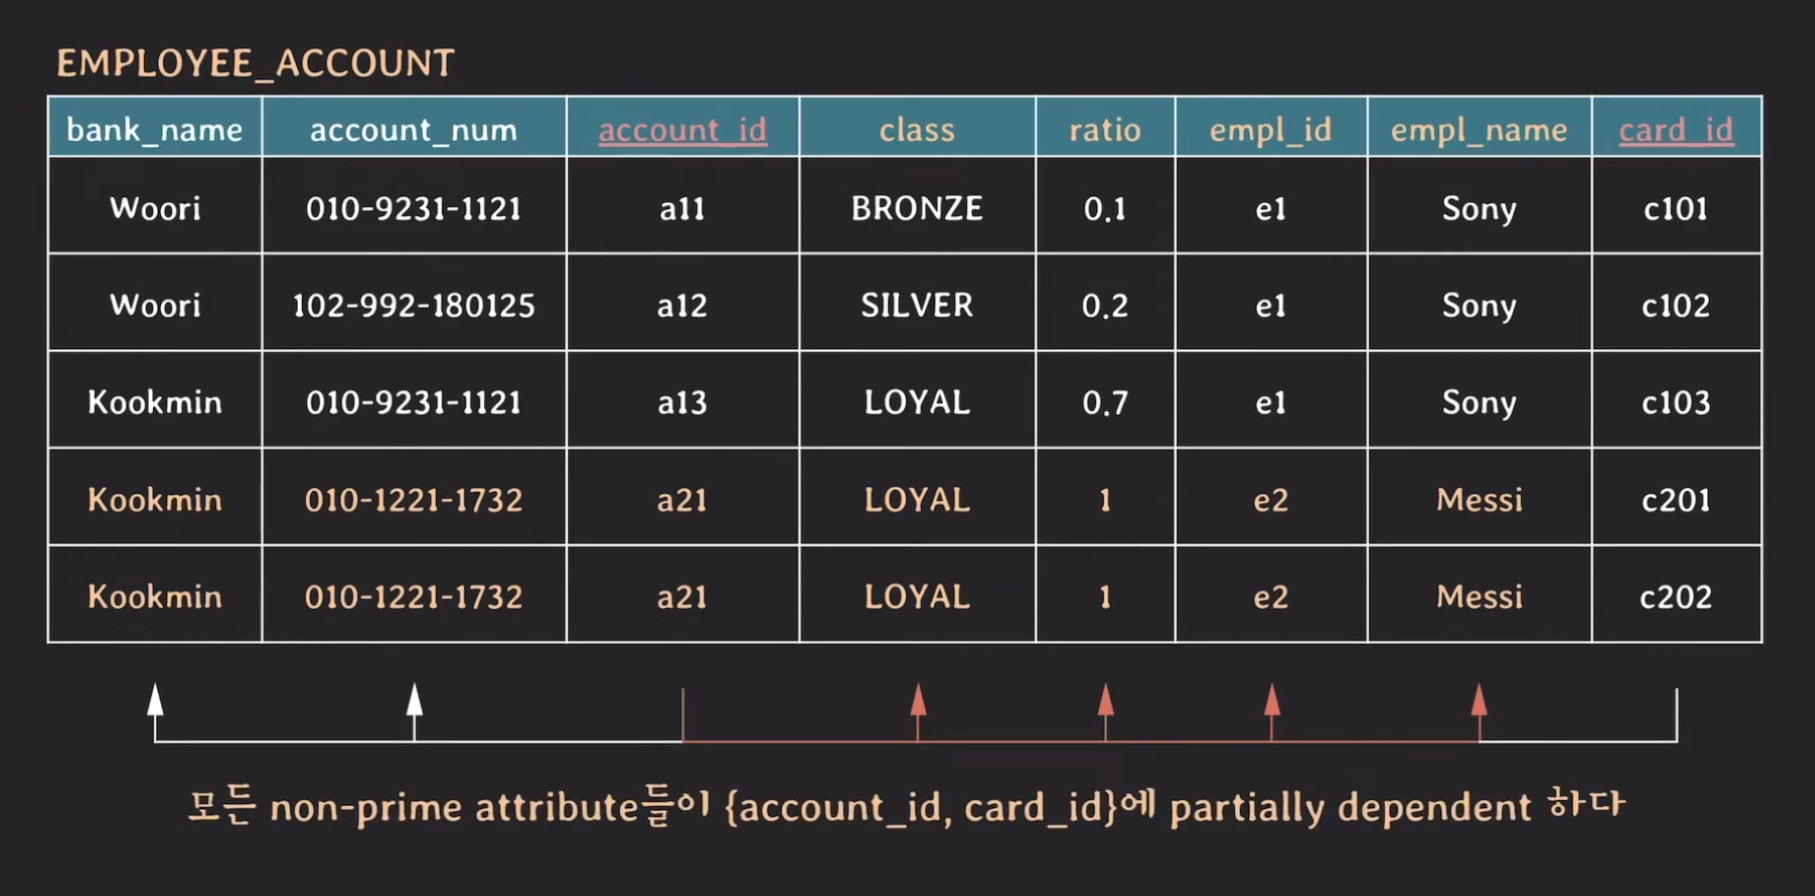 EMPLOYEE_ACCOUNT
bank_name account_num account_id class ratio empl_id empl_name card_id
Woori 010-9231-1121 a11 BRONZE 0.1 e1 Sony c101
Woori 102-992-180125 a12 SILVER 0.2 e1 Sony c102
Kookmin 010-9231-1121 a13 LOYAL 0.7 e1 Sony c103
Kookmin 010-1221-1732 a21 LOYAL 1 e2 Messi c201
Kookmin 010-1221-1732 a21 LOYAL 1 e2 Messi c202
모든 non-prime attribute들이 {account_id, card_id}에 partially dependent 하다